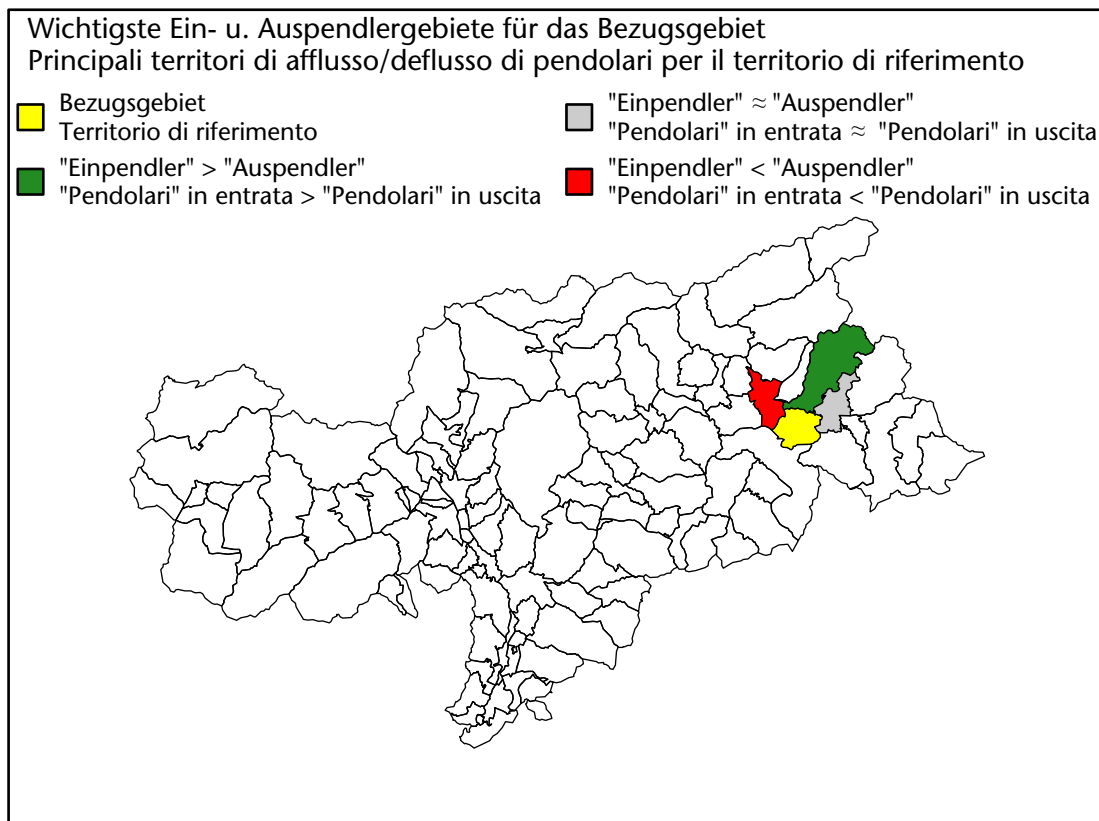 Wichtigste Ein- u. Auspendlergebiete für das Bezugsgebiet
Principali territori di afflusso/deflusso di pendolari per il territorio di riferimento
Bezugsgebiet
Territorio di riferimento
"Einpendler" > "Auspendler"
"Pendolari" in entrata > "Pendolari" in uscita
"Einpendler" ≈ "Auspendler"
"Pendolari" in entrata ≈ "Pendolari" in uscita
"Einpendler" < "Auspendler"
"Pendolari" in entrata < "Pendolari" in uscita